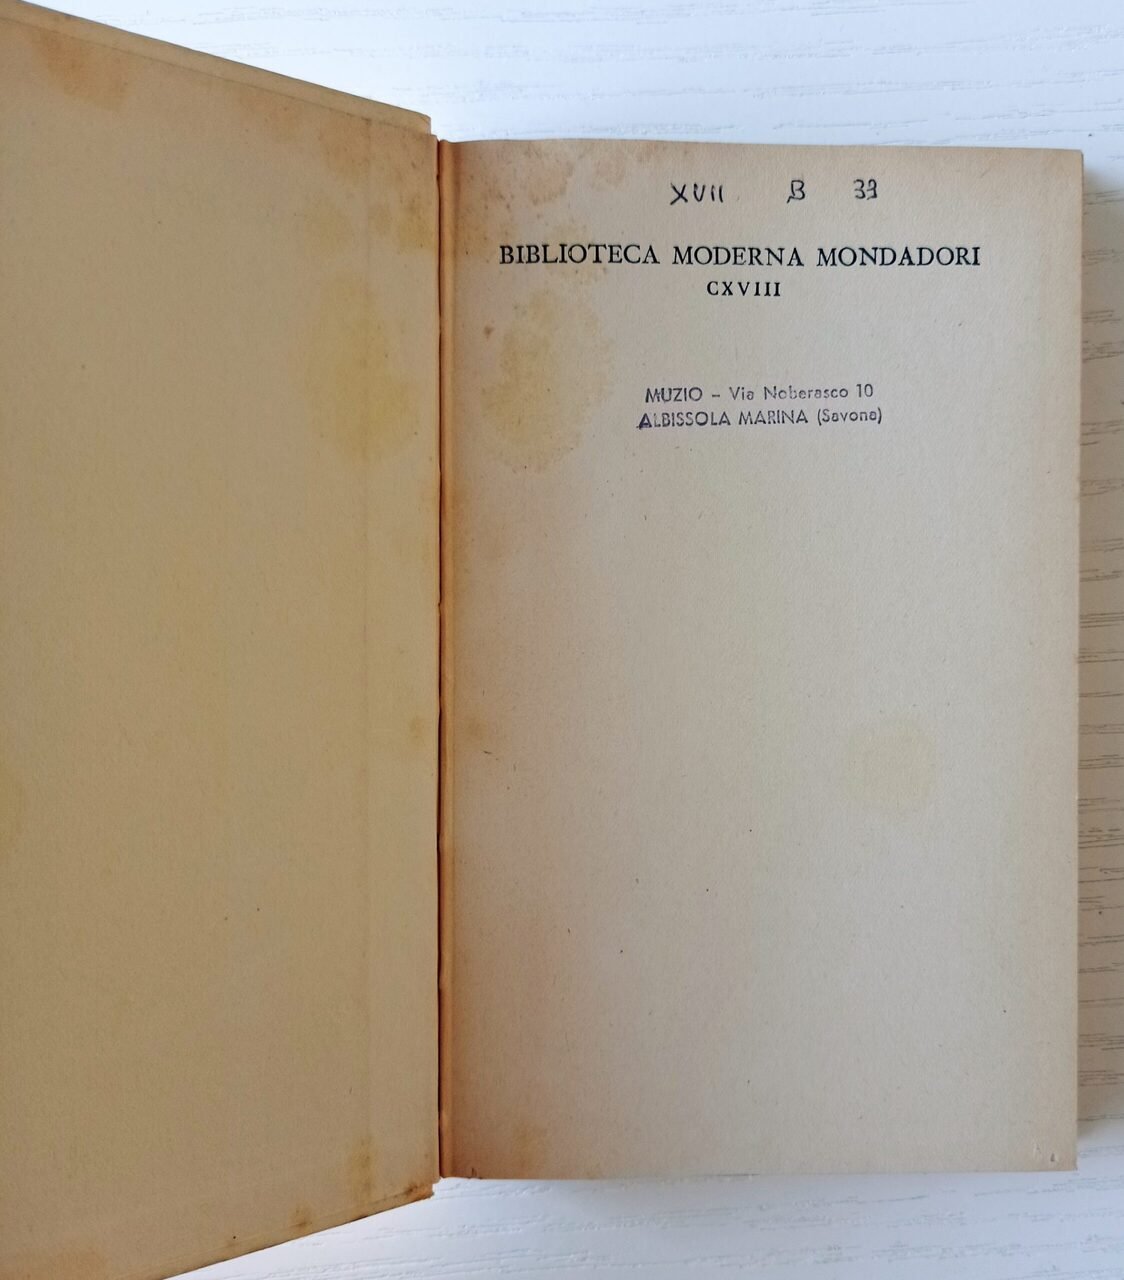 XVII B 33
BIBLIOTECA MODERNA MONDADORI
CXVIII
MUZIO - Via Noberasco 10
ALBISSOLA MARINA (Savona)